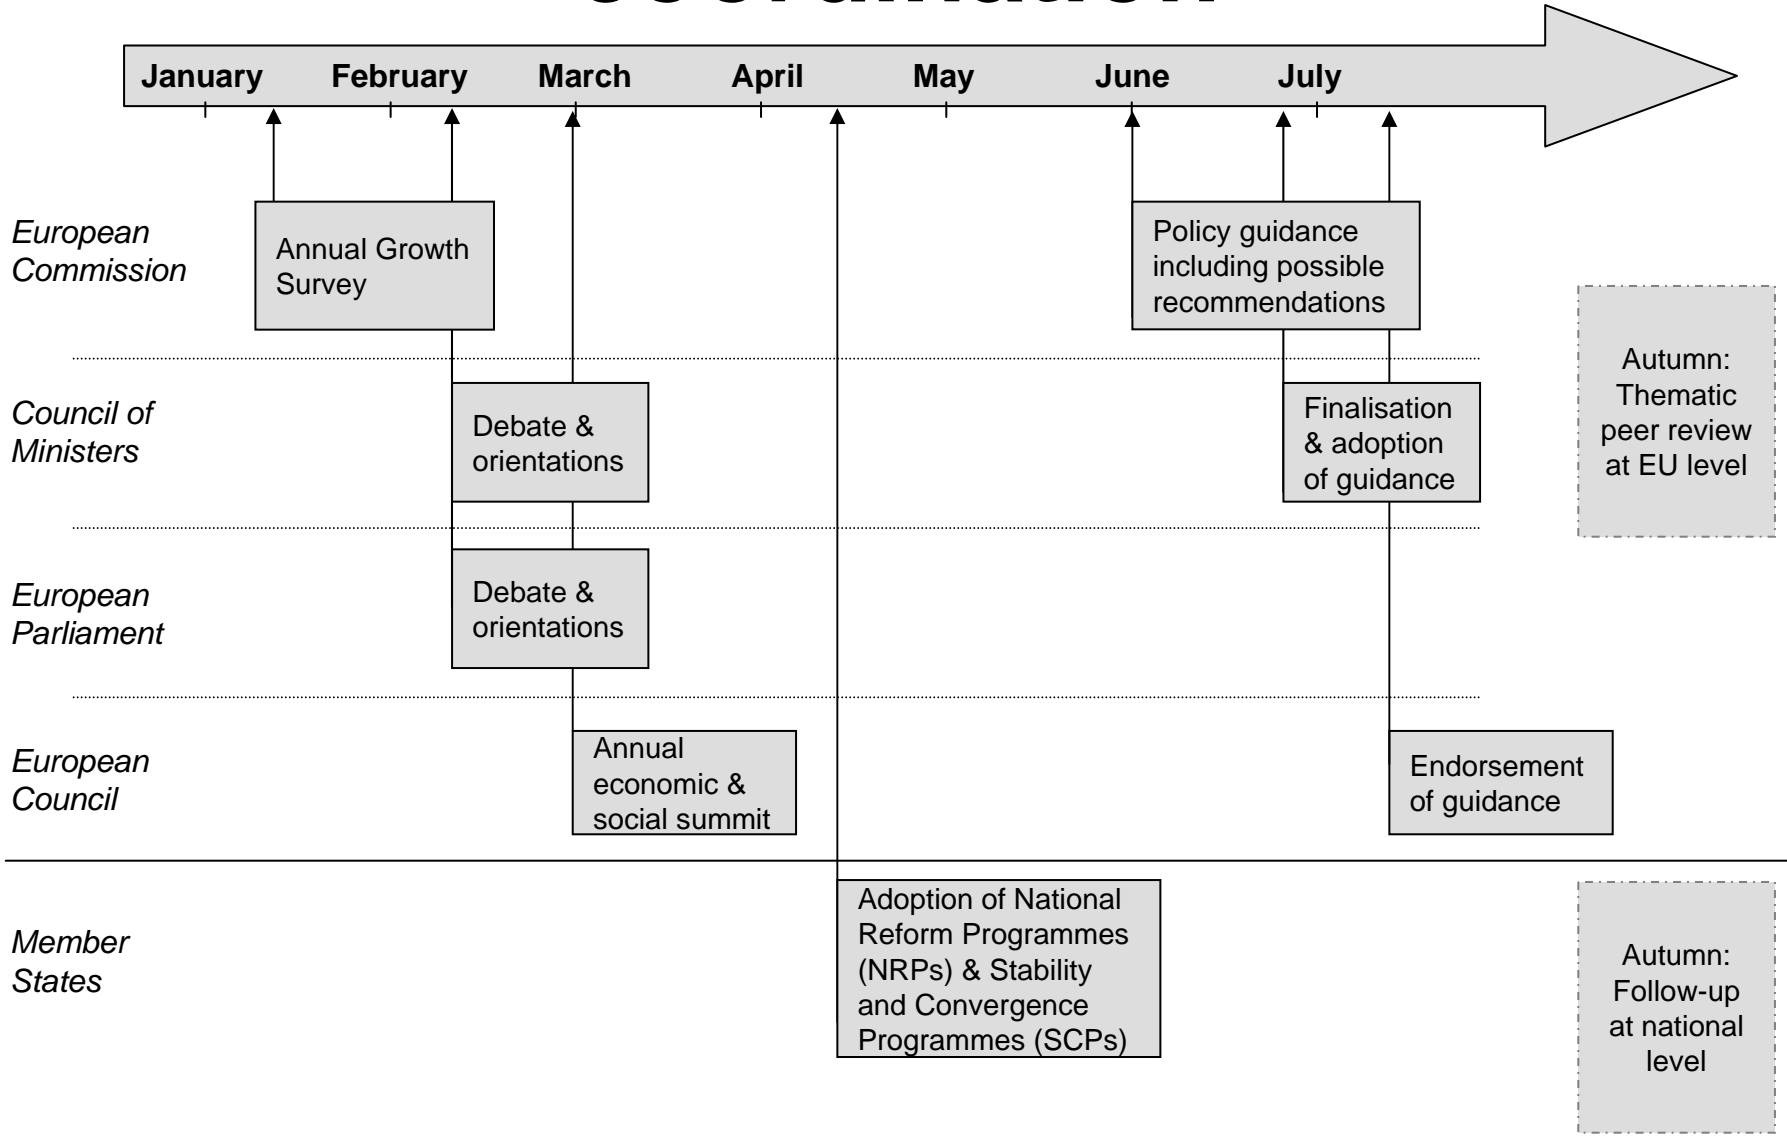 January February March April May June July
European
Commission
Annual Growth
Survey
Policy guidance
including possible
recommendations
Autumn:
Thematic
peer review
at EU level
Council of
Ministers
Debate &
orientations
Finalisation
& adoption
of guidance
European
Parliament
Debate &
orientations
European
Council
Annual
economic &
social summit
Endorsement
of guidance
Member
States
Adoption of National
Reform Programmes
(NRPs) & Stability
and Convergence
Programmes (SCPs)
Autumn:
Follow-up
at national
level